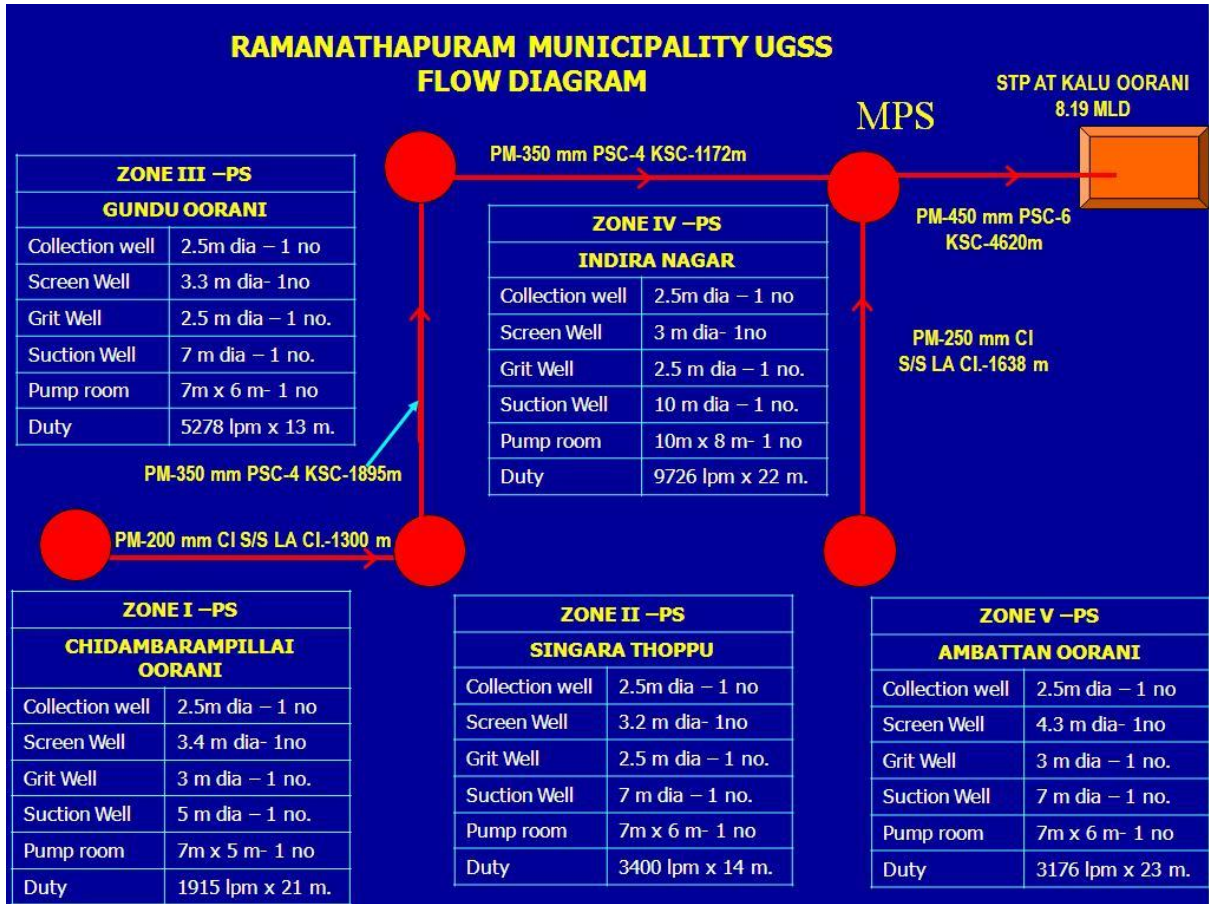 RAMANATHAPURAM MUNICIPALITY UGSS
FLOW DIAGRAM
STP AT KALU OORANI
8.19 MLD
MPS
PM-350 mm PSC-4 KSC-1172m
PM-450 mm PSC-6
KSC-4620m
PM-250 mm CI
S/S LA CI.-1638 m
ZONE III –PS
GUNDU OORANI
Collection well 2.5m dia – 1 no
Screen Well 3.3 m dia- 1no
Grit Well 2.5 m dia – 1 no.
Suction Well 7 m dia – 1 no.
Pump room 7m x 6 m- 1 no
Duty 5278 lpm x 13 m.
ZONE IV –PS
INDIRA NAGAR
Collection well 2.5m dia – 1 no
Screen Well 3 m dia- 1no
Grit Well 2.5 m dia – 1 no.
Suction Well 10 m dia – 1 no.
Pump room 10m x 8 m- 1 no
Duty 9726 lpm x 22 m.
PM-350 mm PSC-4 KSC-1895m
PM-200 mm CI S/S LA CI.-1300 m
ZONE I –PS
CHIDAMBARAMPILLAI
OORANI
Collection well 2.5m dia – 1 no
Screen Well 3.4 m dia- 1no
Grit Well 3 m dia – 1 no.
Suction Well 5 m dia – 1 no.
Pump room 7m x 5 m- 1 no
Duty 1915 lpm x 21 m.
ZONE II –PS
SINGARA THOPPU
Collection well 2.5m dia – 1 no
Screen Well 3.2 m dia- 1no
Grit Well 2.5 m dia – 1 no.
Suction Well 7 m dia – 1 no.
Pump room 7m x 6 m- 1 no
Duty 3400 lpm x 14 m.
ZONE V –PS
AMBATTAN OORANI
Collection well 2.5m dia – 1 no
Screen Well 4.3 m dia- 1no
Grit Well 3 m dia – 1 no.
Suction Well 7 m dia – 1 no.
Pump room 7m x 6 m- 1 no
Duty 3176 lpm x 23 m.